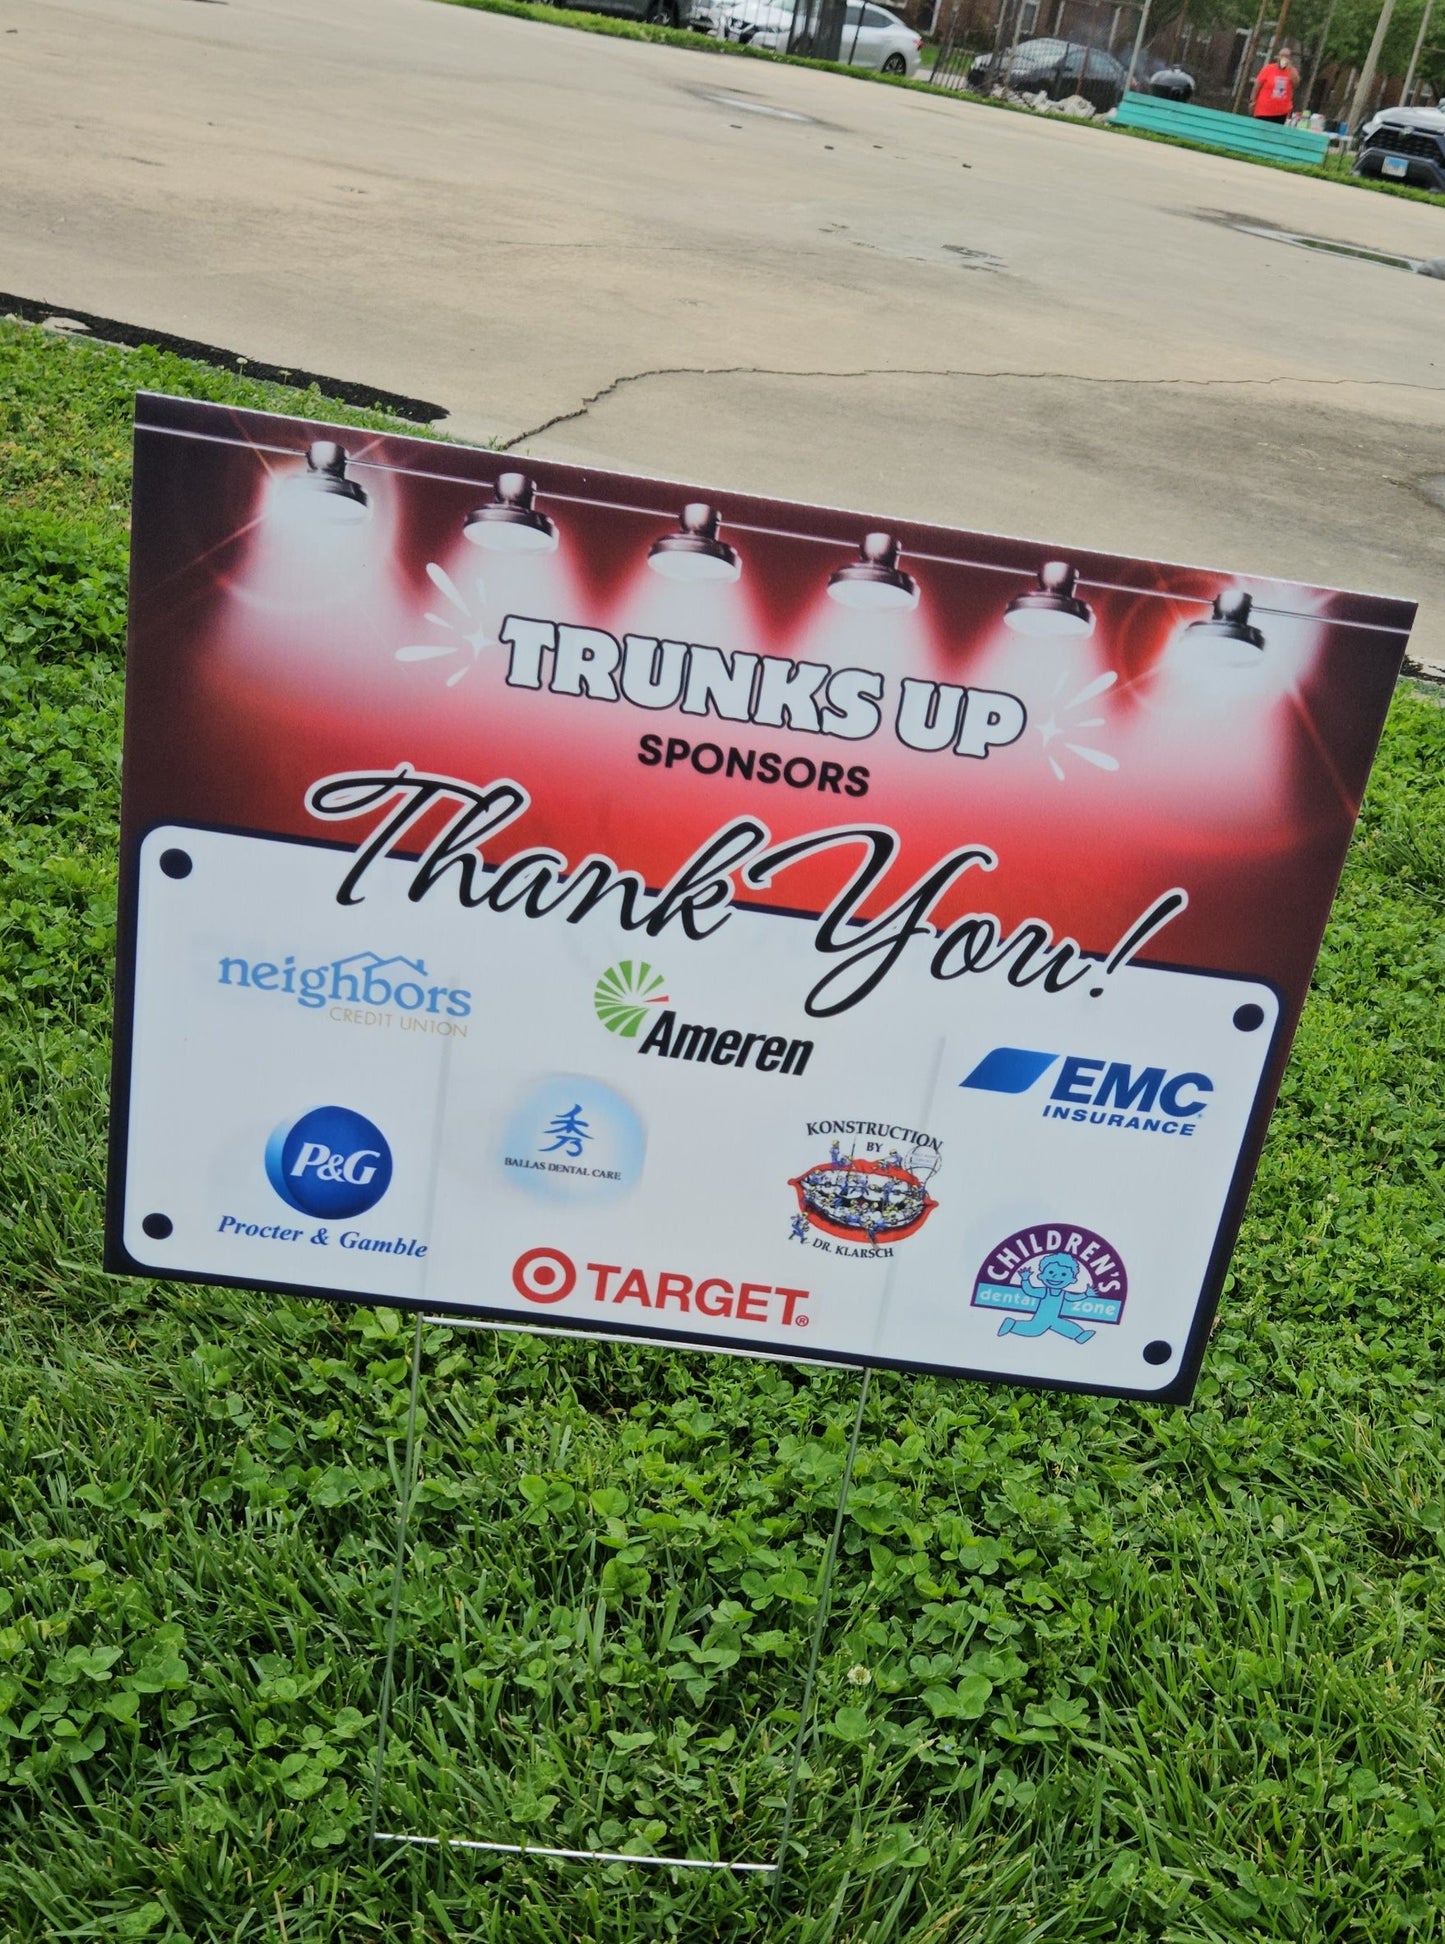 TRUNKS UP
SPONSORS
Thank You!
neighbors
CREDIT UNION
Ameren
EMC
INSURANCE
P&G
Procter & Gamble
秀
BALLAS DENTAL CARE
KONSTRUCTION
BY
DR. KLARSCH
TARGET®
CHILDREN'S
dental zone